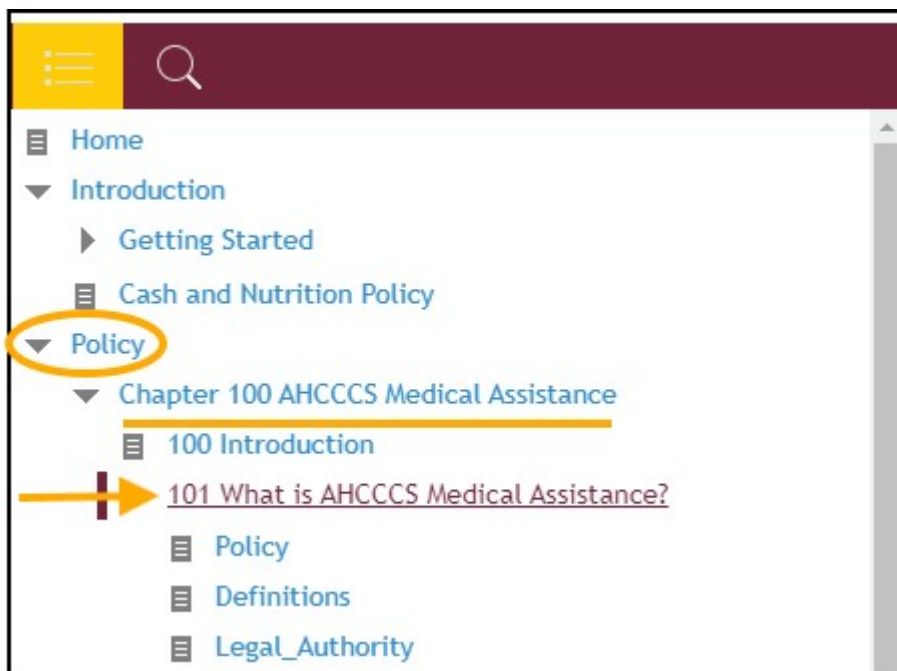 Home
Introduction
Getting Started
Cash and Nutrition Policy
Policy
Chapter 100 AHCCCS Medical Assistance
100 Introduction
101 What is AHCCCS Medical Assistance?
Policy
Definitions
Legal_Authority